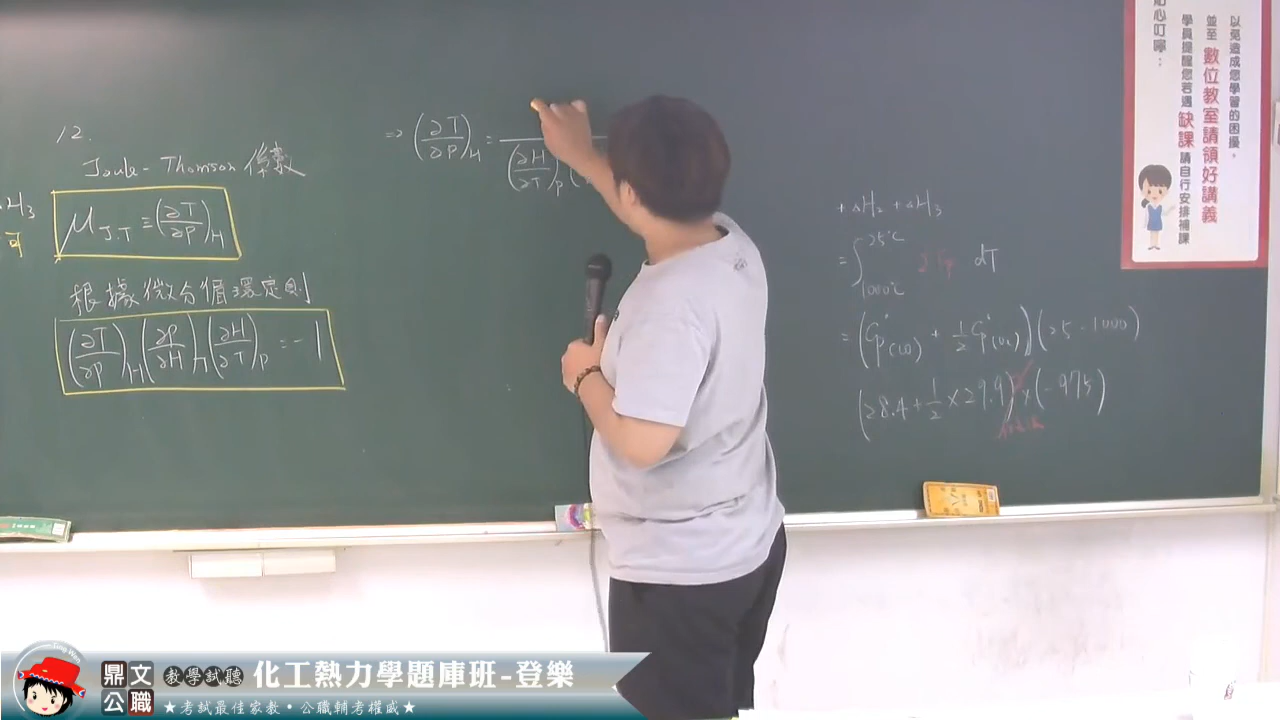 12.
Joule-Thomson 係數
μJ.T ≡ (∂T/∂P)H
根據微分循環定則
(∂T/∂P)H (∂P/∂H)T (∂H/∂T)P = -1
H3
可
=> (∂T/∂P)H =
(∂H/∂T)P
+ ΔH2 + ΔH3
= ∫ 25℃ 1000℃ dT
= (Cp(CO) + 1/2 Cp(O2)) (25-1000)
(28.4 + 1/2 × 29.9) × (-975)
貼心叮嚀：
學員提醒您若遇缺課請自行安排補課
並至 數位教室請領好講義
以免造成您學習的困擾。
Ting Wen
鼎文公職
教學試聽
化工熱力學題庫班-登樂
★考試最佳家教・公職輔考權威★